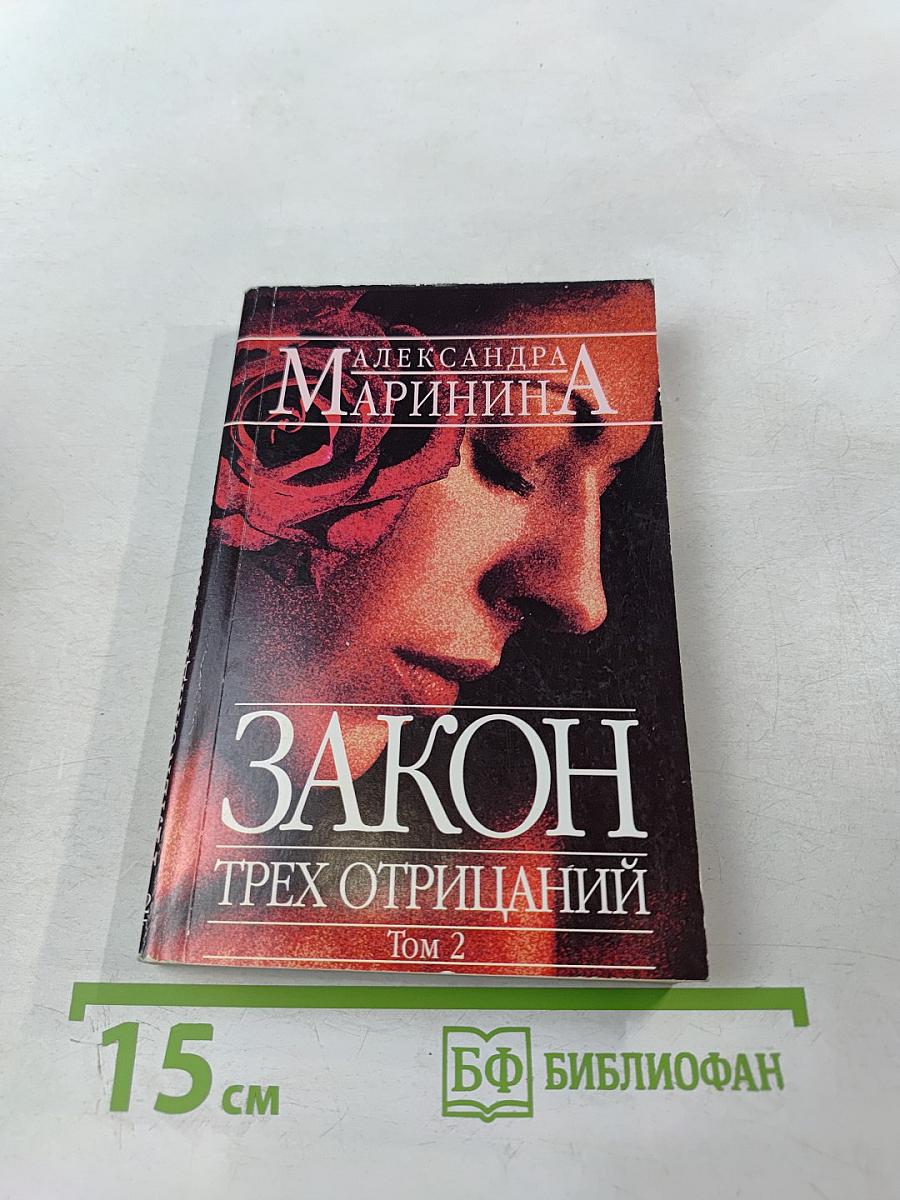 АЛЕКСАНДРА
МАРИНИНА
ЗАКОН
ТРЕХ ОТРИЦАНИЙ
Том 2
15 см
БФ БИБЛИОФАН